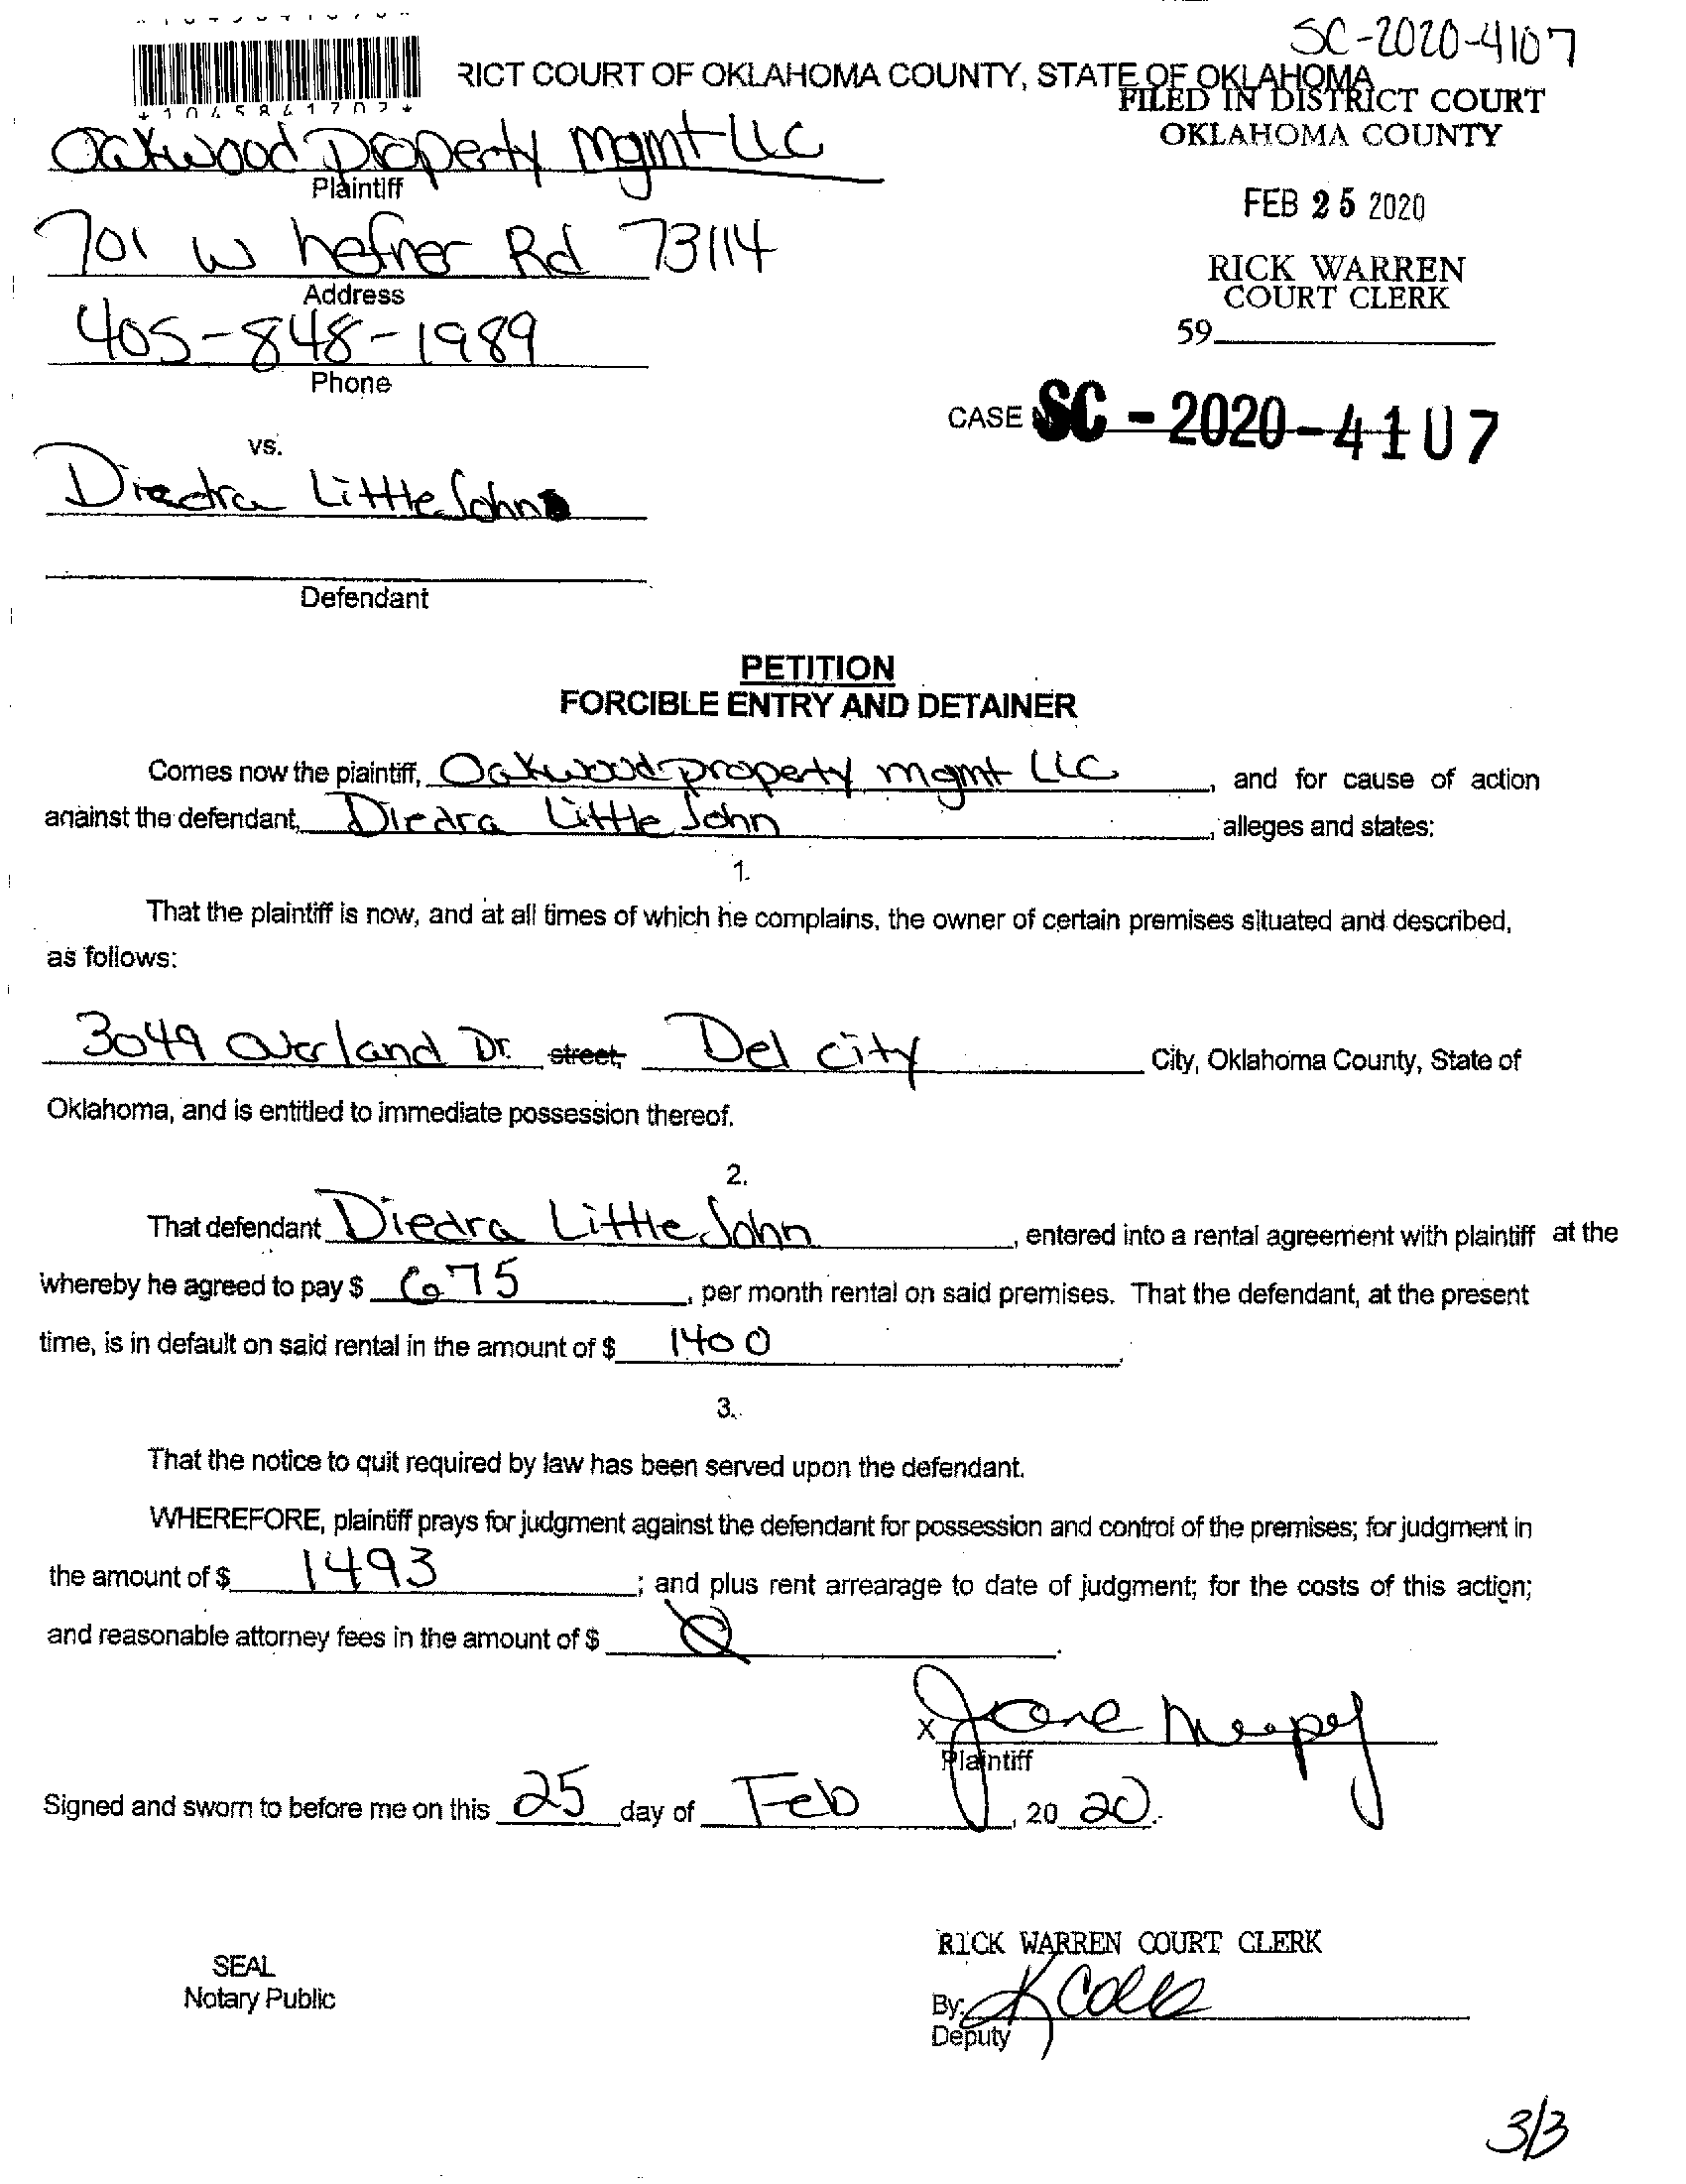 SC-2020-4107
RICT COURT OF OKLAHOMA COUNTY, STATE OF OKLAHOMA
FILED IN DISTRICT COURT
OKLAHOMA COUNTY
*1045841702*
Oakwood Property mgmt LLC
Plaintiff
FEB 25 2020
701 W hefner Rd 73114
Address
RICK WARREN
COURT CLERK
405-848-1989
59
Phone
CASE SC-2020-4107
vs.
Diedra LittleJohn
Defendant
PETITION
FORCIBLE ENTRY AND DETAINER
Comes now the plaintiff, Oakwood property mgmt LLC, and for cause of action
against the defendant, Diedra Little John, alleges and states:
1.
That the plaintiff is now, and at all times of which he complains, the owner of certain premises situated and described,
as follows:
3049 Overland Dr. street, Del city City, Oklahoma County, State of
Oklahoma, and is entitled to immediate possession thereof.
2.
That defendant Diedra Little John, entered into a rental agreement with plaintiff at the
whereby he agreed to pay $ 675, per month rental on said premises. That the defendant, at the present
time, is in default on said rental in the amount of $ 1400.
3.
That the notice to quit required by law has been served upon the defendant.
WHEREFORE, plaintiff prays for judgment against the defendant for possession and control of the premises; for judgment in
the amount of $ 1493; and plus rent arrearage to date of judgment; for the costs of this action;
and reasonable attorney fees in the amount of $ 0.
X Jane
Plaintiff
Signed and sworn to before me on this 25 day of Feb, 20 20.
RICK WARREN COURT CLERK
SEAL
Notary Public
By:
Deputy
3/3